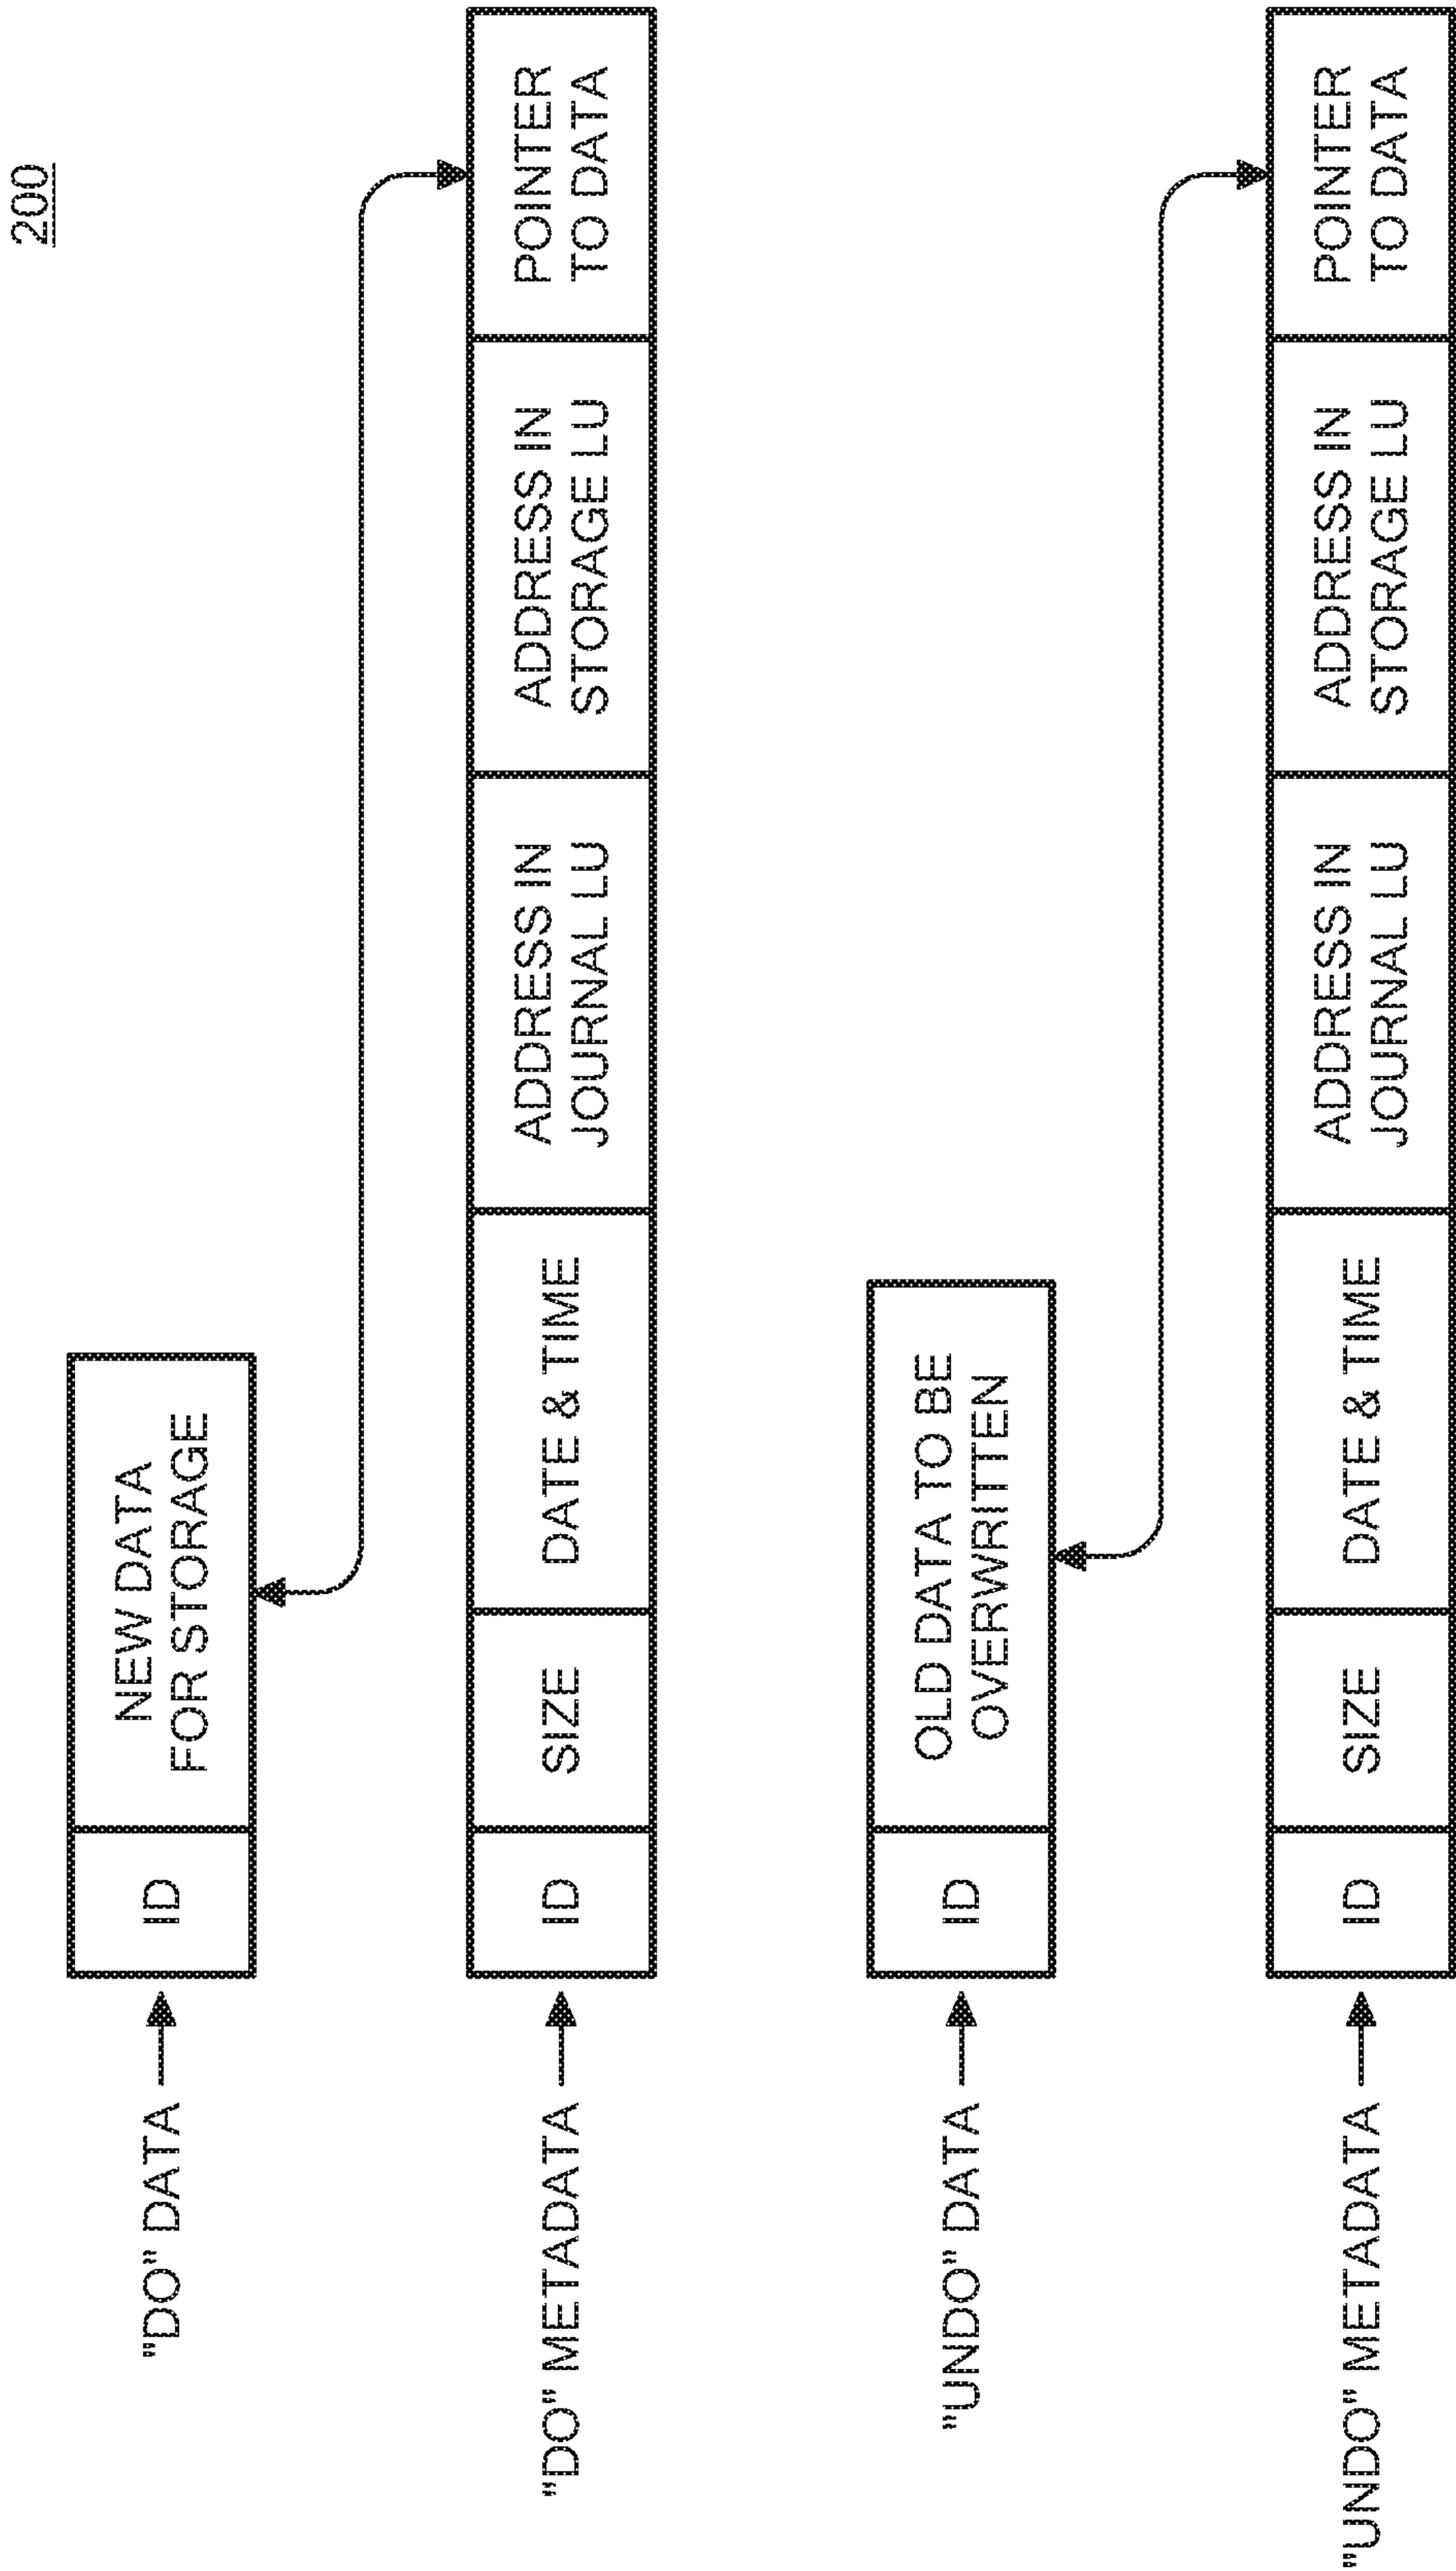 200
"DO" DATA
ID
NEW DATA
FOR STORAGE
"DO" METADATA
ID
SIZE
DATE & TIME
ADDRESS IN
JOURNAL LU
ADDRESS IN
STORAGE LU
POINTER
TO DATA
"UNDO" DATA
ID
OLD DATA TO BE
OVERWRITTEN
"UNDO" METADATA
ID
SIZE
DATE & TIME
ADDRESS IN
JOURNAL LU
ADDRESS IN
STORAGE LU
POINTER
TO DATA